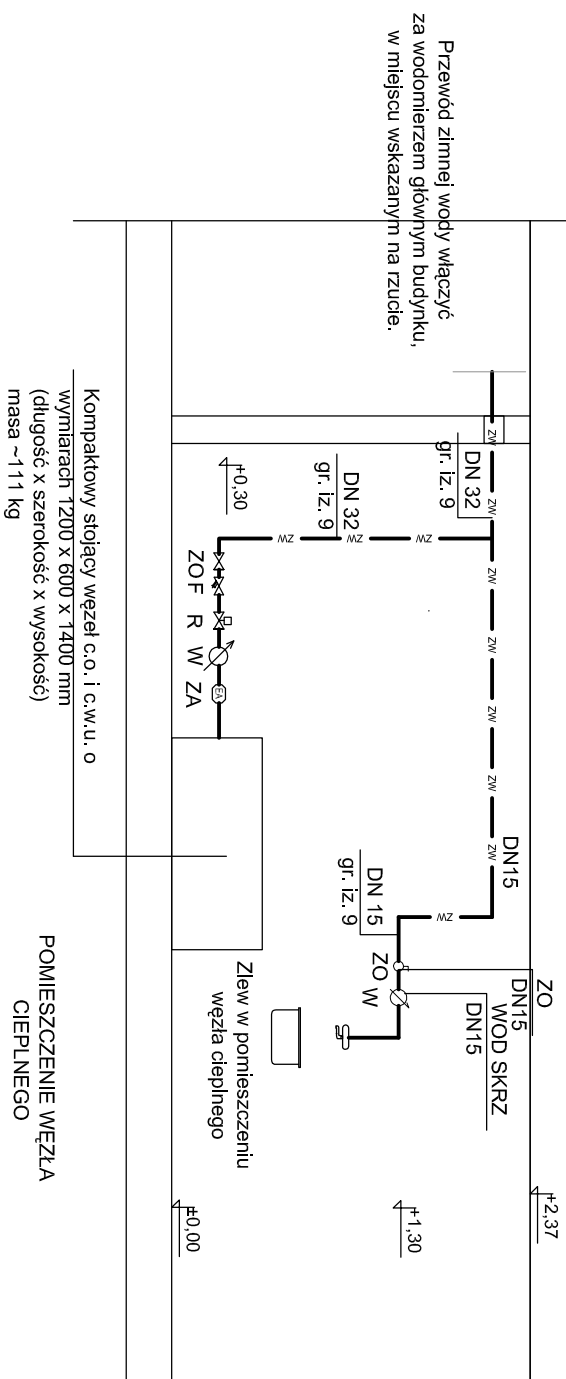 Przewód zimnej wody włączyć
za wodomierzem głównym budynku,
w miejscu wskazanym na rzucie.
ZW
ZW
DN 32
gr. iz. 9
ZW
ZW
ZW
ZW
ZW
DN15
ZW
DN 32
gr. iz. 9
ZW
ZW
ZW
+0,30
ZOF R W ZA
EA
DN 15
gr. iz. 9
ZO W
ZO
DN15
WOD SKRZ
DN15
Zlew w pomieszczeniu
węzła cieplnego
+2,37
+1,30
±0,00
Kompaktowy stojący węzeł c.o. i c.w.u. o
wymiarach 1200 x 600 x 1400 mm
(długość x szerokość x wysokość)
masa ~111 kg
POMIESZCZENIE WĘZŁA
CIEPLNEGO